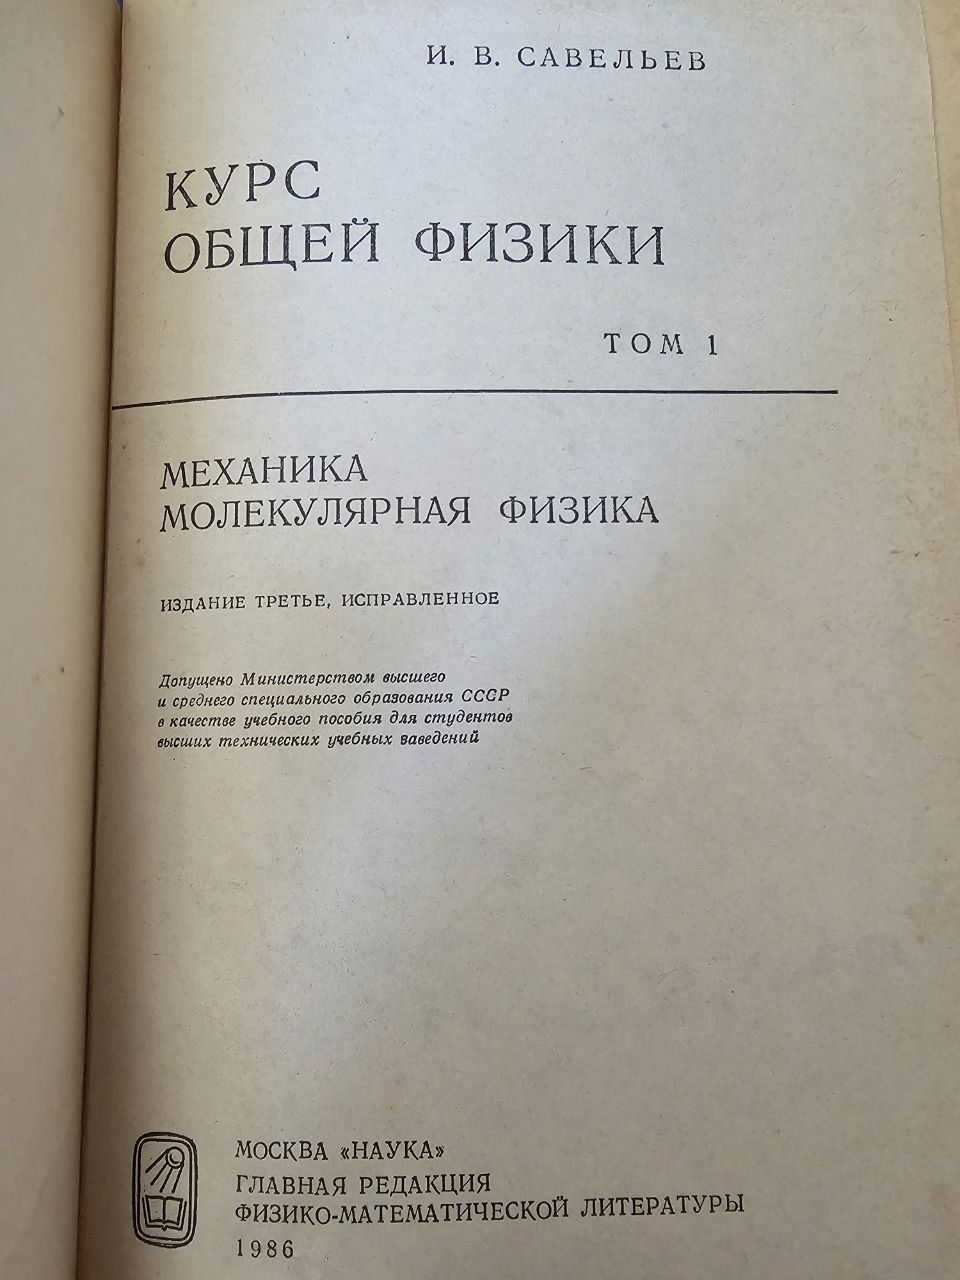 И. В. САВЕЛЬЕВ
КУРС
ОБЩЕЙ ФИЗИКИ
ТОМ 1
МЕХАНИКА
МОЛЕКУЛЯРНАЯ ФИЗИКА
ИЗДАНИЕ ТРЕТЬЕ, ИСПРАВЛЕННОЕ
Допущено Министерством высшего
и среднего специального образования СССР
в качестве учебного пособия для студентов
высших технических учебных заведений
МОСКВА «НАУКА»
ГЛАВНАЯ РЕДАКЦИЯ
ФИЗИКО-МАТЕМАТИЧЕСКОЙ ЛИТЕРАТУРЫ
1986